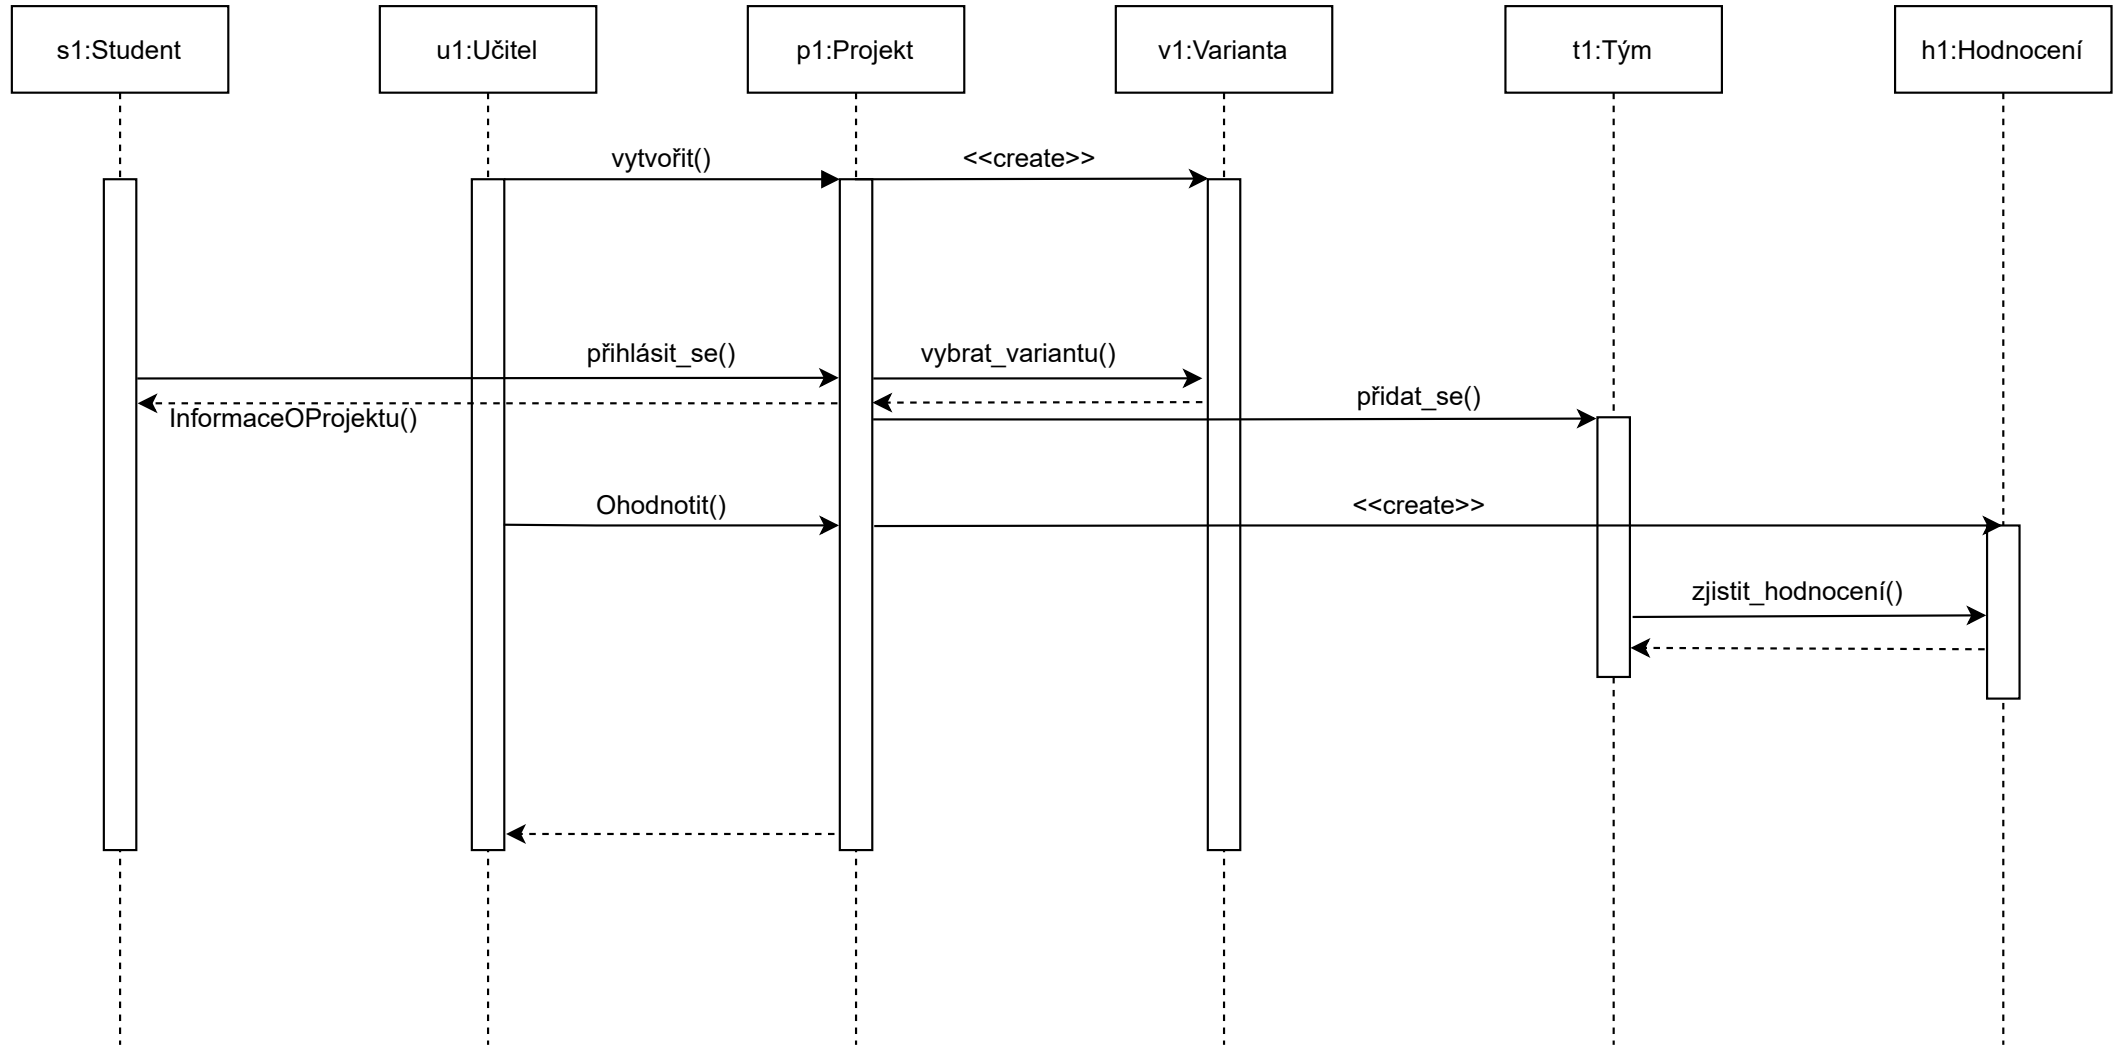 s1:Student
u1:Učitel
p1:Projekt
v1:Varianta
t1:Tým
h1:Hodnocení
vytvořit()
<<create>>
přihlásit_se()
vybrat_variantu()
přidat_se()
InformaceOProjektu()
Ohodnotit()
<<create>>
zjistit_hodnocení()